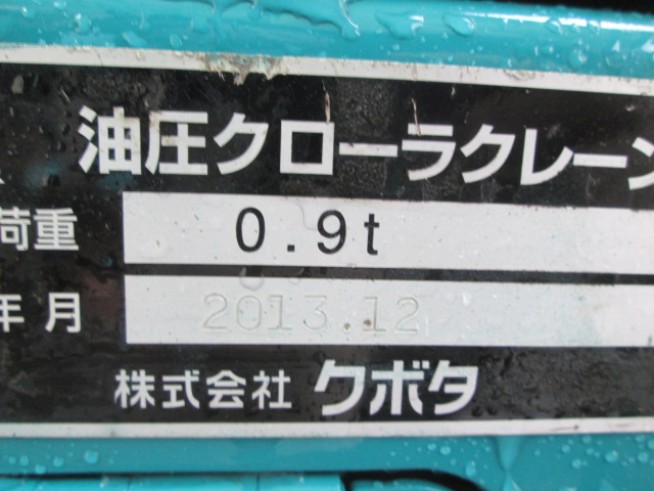 油圧クローラクレーン
荷重 0.9t
年月 2013.12
株式会社 クボタ